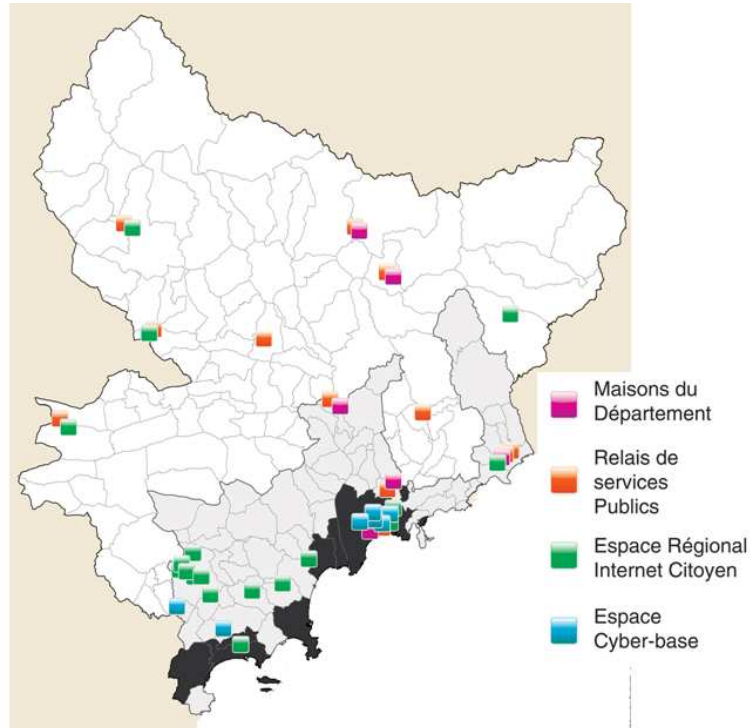 Maisons du
Département
Relais de
services
Publics
Espace Régional
Internet Citoyen
Espace
Cyber-base